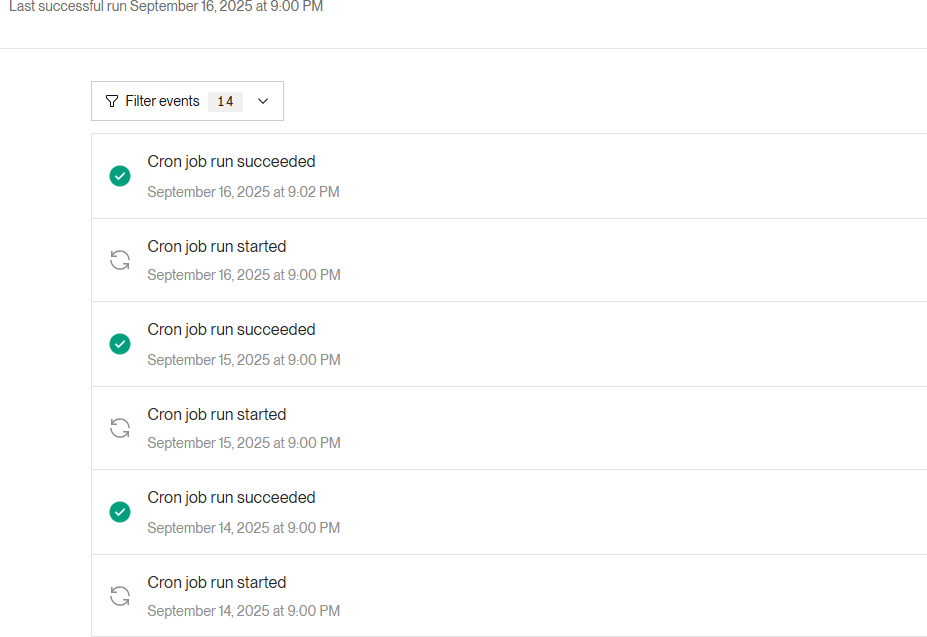 Last successful run September 16, 2025 at 9:00 PM
Filter events 14
Cron job run succeeded
September 16, 2025 at 9:02 PM
Cron job run started
September 16, 2025 at 9:00 PM
Cron job run succeeded
September 15, 2025 at 9:00 PM
Cron job run started
September 15, 2025 at 9:00 PM
Cron job run succeeded
September 14, 2025 at 9:00 PM
Cron job run started
September 14, 2025 at 9:00 PM